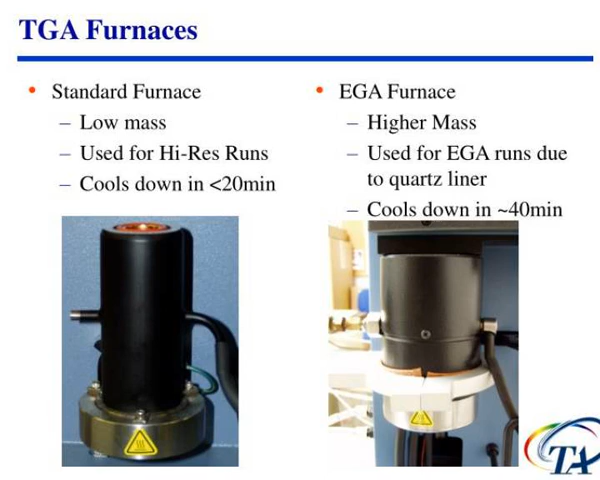 TGA Furnaces
• Standard Furnace
– Low mass
– Used for Hi-Res Runs
– Cools down in <20min
• EGA Furnace
– Higher Mass
– Used for EGA runs due
to quartz liner
– Cools down in ~40min
TA